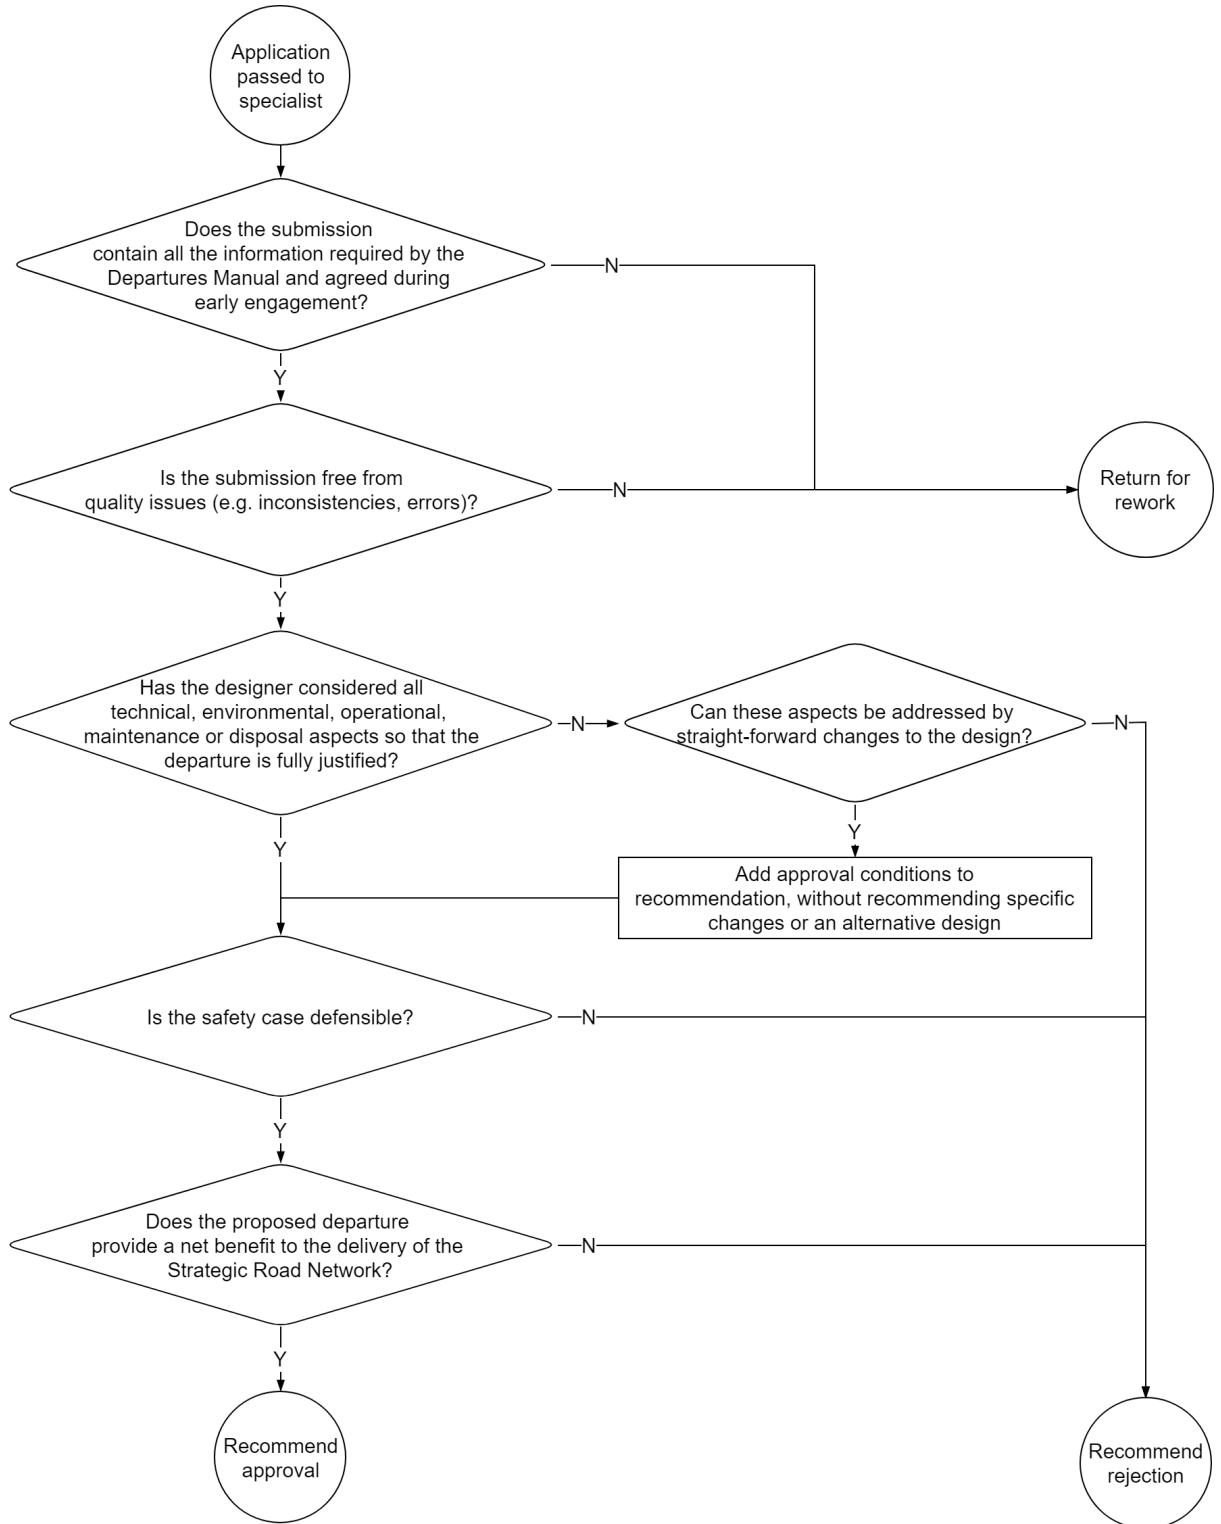 Application
passed to
specialist
Does the submission
contain all the information required by the
Departures Manual and agreed during
early engagement?
N
Y
Is the submission free from
quality issues (e.g. inconsistencies, errors)?
N
Return for
rework
Y
Has the designer considered all
technical, environmental, operational,
maintenance or disposal aspects so that the
departure is fully justified?
N
Can these aspects be addressed by
straight-forward changes to the design?
N
Y
Y
Add approval conditions to
recommendation, without recommending specific
changes or an alternative design
Is the safety case defensible?
N
Y
Does the proposed departure
provide a net benefit to the delivery of the
Strategic Road Network?
N
Y
Recommend
approval
Recommend
rejection